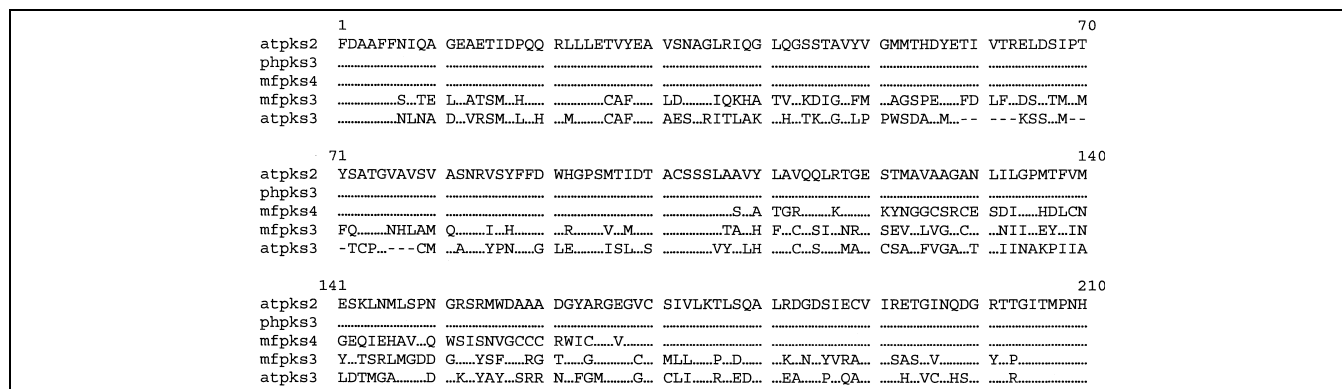 1 70
atpks2 FDAAFFNIQA GEAETIDPQQ RLLLETVYEA VSNAGLRIQG LQGSSTAVYV GMMTHDYETI VTRELDSIPT
phpks3 .......... .......... .......... .......... .......... .......... ..........
mfpks4 .......... .......... .......... .......... .......... .......... ..........
mfpks3 ......S..TE L..ATSM..H.... .........CAF.... LD.....IQKHA TV...KDIG...FM ...AGSPE.....FD LF...DS...TM...M
atpks3 ......NLNA D...VRSM...L...H ...M.........CAF..... AES...RITLAK ...H...TK...G...LP PWSDA...M...-- ---.....KSS...M--
71 140
atpks2 YSATGVAVSV ASNRVSYFFD WHGPSMTIDT ACSSSLAAVY LAVQQLRTGE STMAVAAGAN LILGPMTFVM
phpks3 .......... .......... .......... .......... .......... .......... ..........
mfpks4 .......... .......... .......... .......S...A TGR........K........ KYNGGCSRCE SDI......HDLCN
mfpks3 FQ......NHLAM Q.........I...H...... ......R......V...M...... .........TA...H F...C...SI...NR... SEV...LVG...C... ...NII...EY...IN
atpks3 -TCP...---CM ...A......YPN...G LE......ISL...S .........VY...LH ......C...S......MA... CSA...FVGA...T ...IINAKPIIA
141 210
atpks2 ESKLNMLSPN GRSRMWDAAA DGYARGEGVC SIVLKTLSQA LRDGDSIECV IRETGINQDG RTTGITMPNH
phpks3 .......... .......... .......... .......... .......... .......... ..........
mfpks4 GEQIEHAV...Q WSISNVGCCC RWIC......V......
mfpks3 Y...TSRLMGDD G......YSF......RG T......G.........C... MLL......P...D...... ...K...N...YVRA ...SAS...V......... Y...P............
atpks3 LDTMGA.........D ...K...YAY...SRR N...FGM......G... CLI......R...ED... ...EA......P...QA... ......H...VC...HS... ......R............